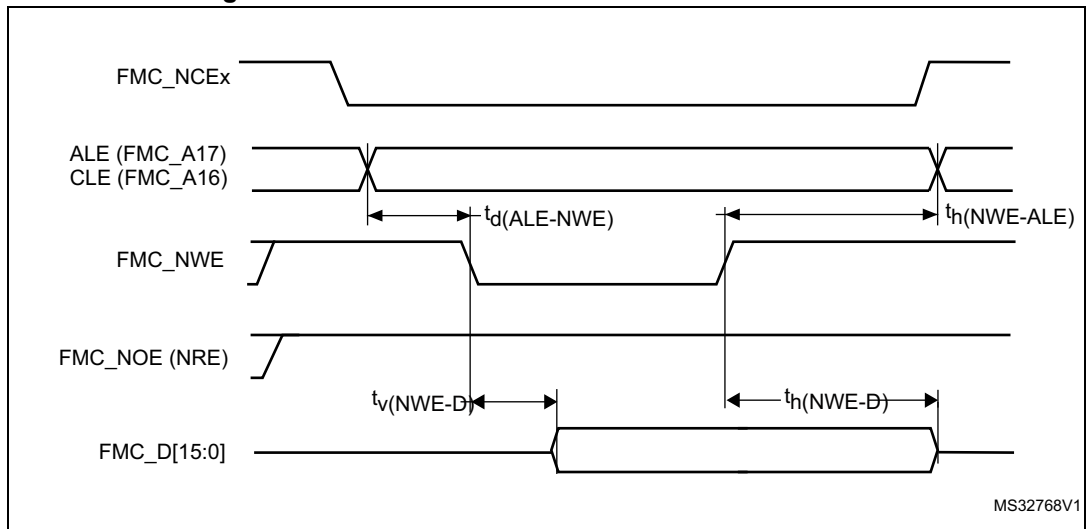 FMC_NCEx
ALE (FMC_A17)
CLE (FMC_A16)
td(ALE-NWE)
th(NWE-ALE)
FMC_NWE
FMC_NOE (NRE)
tv(NWE-D)
th(NWE-D)
FMC_D[15:0]
MS32768V1